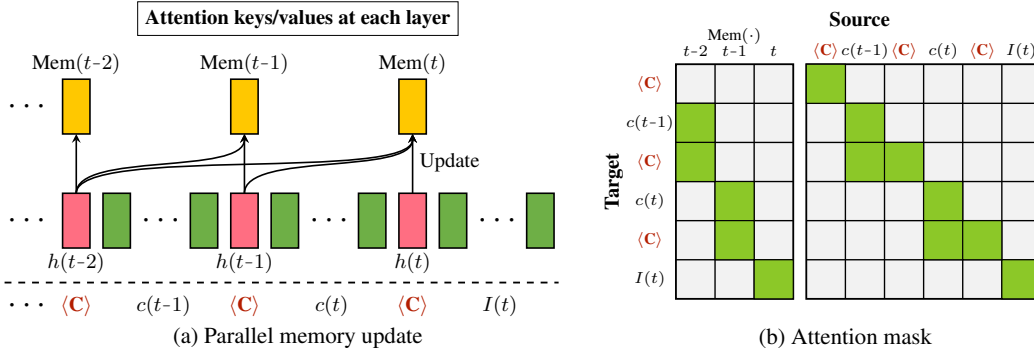 Attention keys/values at each layer
Mem(t-2) Mem(t-1) Mem(t)
· · ·
Update
· · · · · · · · · · · ·
h(t-2) h(t-1) h(t)
· · · ⟨C⟩ c(t-1) ⟨C⟩ c(t) ⟨C⟩ I(t)
(a) Parallel memory update
Source
Mem(·)
t-2 t-1 t ⟨C⟩ c(t-1) ⟨C⟩ c(t) ⟨C⟩ I(t)
Target
⟨C⟩
c(t-1)
⟨C⟩
c(t)
⟨C⟩
I(t)
(b) Attention mask